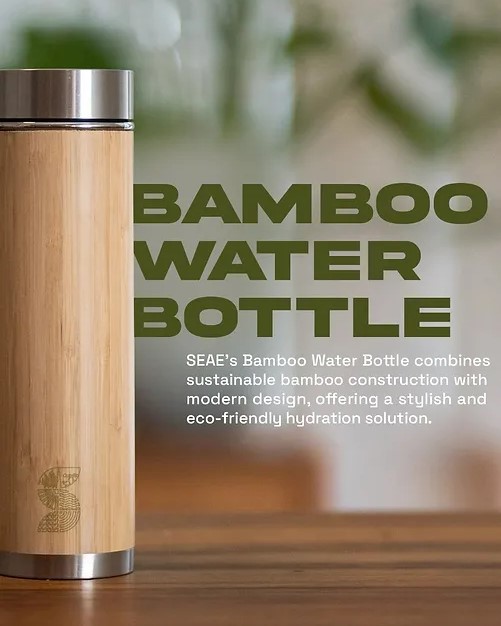 BAMBOO
WATER
BOTTLE
SEAE's Bamboo Water Bottle combines
sustainable bamboo construction with
modern design, offering a stylish and
eco-friendly hydration solution.
S